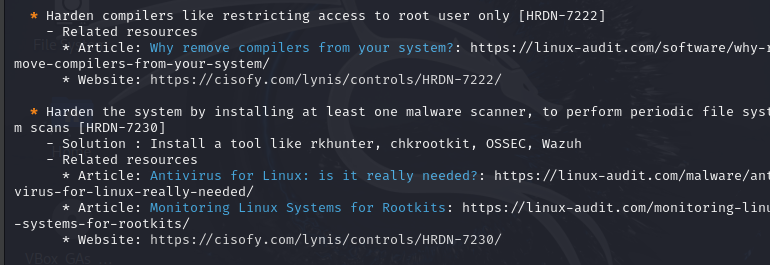 * Harden compilers like restricting access to root user only [HRDN-7222]
- Related resources
* Article: Why remove compilers from your system?: https://linux-audit.com/software/why-r
move-compilers-from-your-system/
* Website: https://cisofy.com/lynis/controls/HRDN-7222/
* Harden the system by installing at least one malware scanner, to perform periodic file syst
m scans [HRDN-7230]
- Solution : Install a tool like rkhunter, chkrootkit, OSSEC, Wazuh
- Related resources
* Article: Antivirus for Linux: is it really needed?: https://linux-audit.com/malware/ant
virus-for-linux-really-needed/
* Article: Monitoring Linux Systems for Rootkits: https://linux-audit.com/monitoring-linu
-systems-for-rootkits/
* Website: https://cisofy.com/lynis/controls/HRDN-7230/
VBox_GAs_...